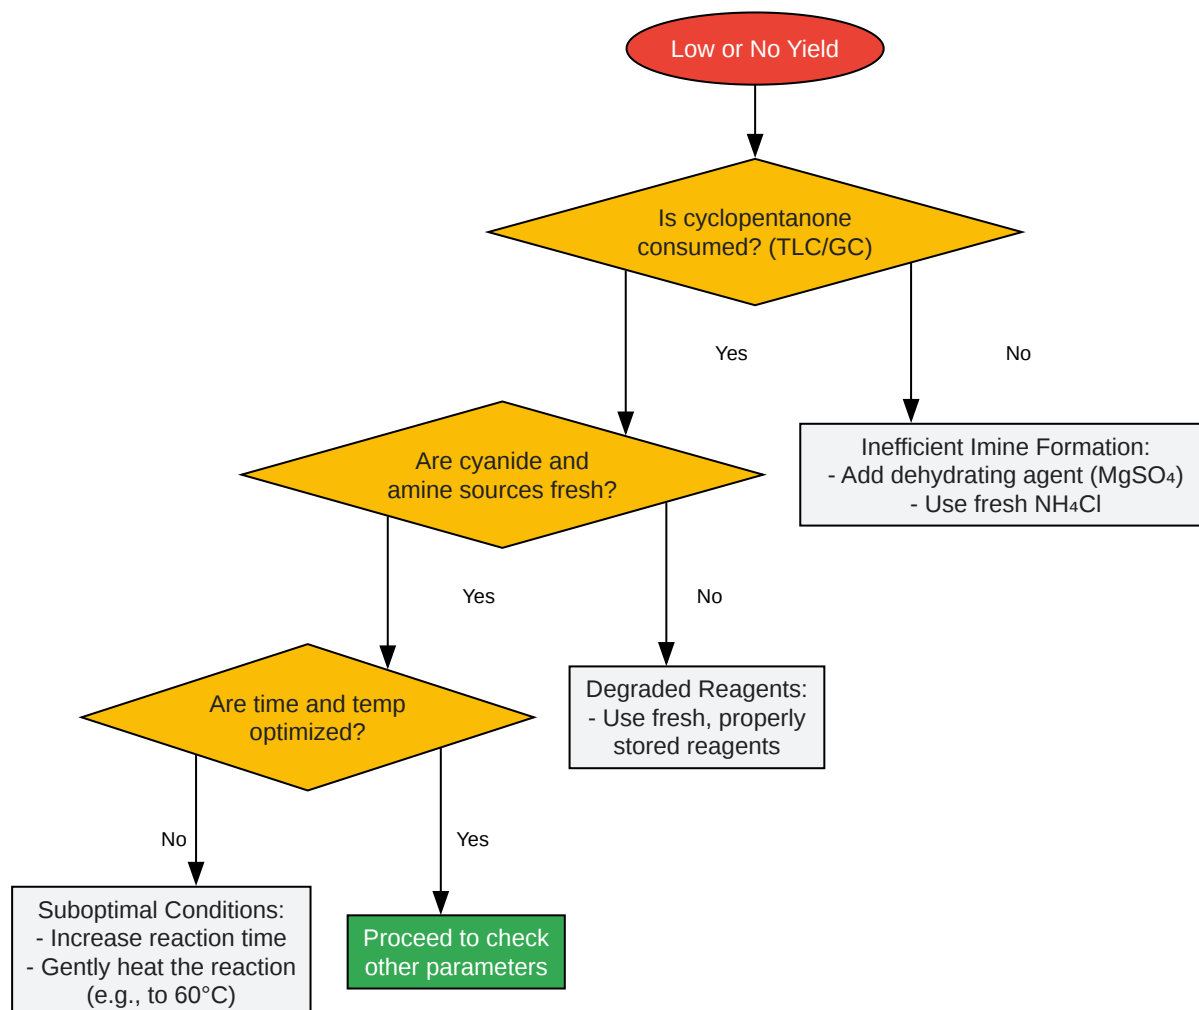 Low or No Yield
Is cyclopentanone
consumed? (TLC/GC)
Yes
No
Are cyanide and
amine sources fresh?
Inefficient Imine Formation:
- Add dehydrating agent (MgSO₄)
- Use fresh NH₄Cl
Yes
No
Are time and temp
optimized?
Degraded Reagents:
- Use fresh, properly
stored reagents
No
Yes
Suboptimal Conditions:
- Increase reaction time
- Gently heat the reaction
(e.g., to 60°C)
Proceed to check
other parameters